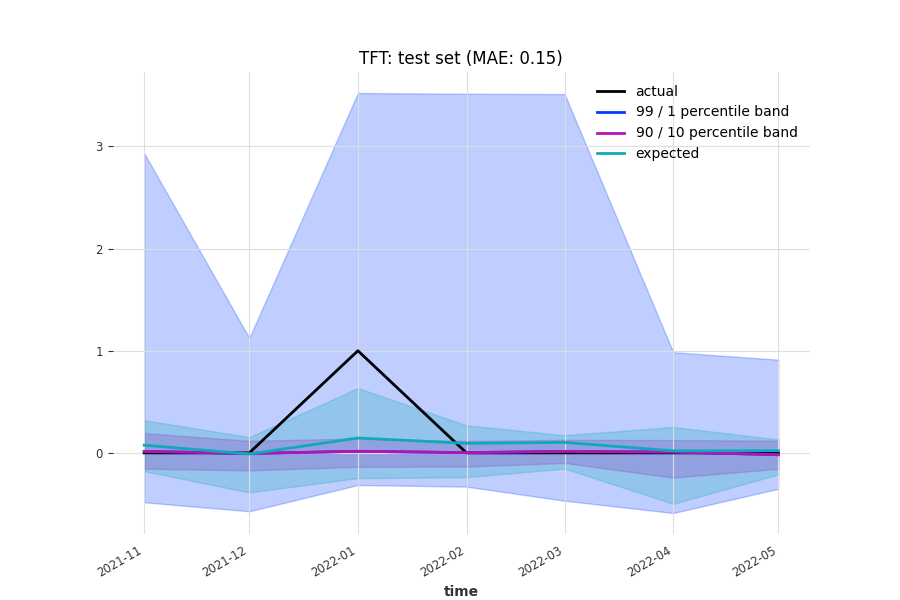 TFT: test set (MAE: 0.15)
actual
99 / 1 percentile band
90 / 10 percentile band
expected
3
2
1
0
2021-11
2021-12
2022-01
2022-02
2022-03
2022-04
2022-05
time